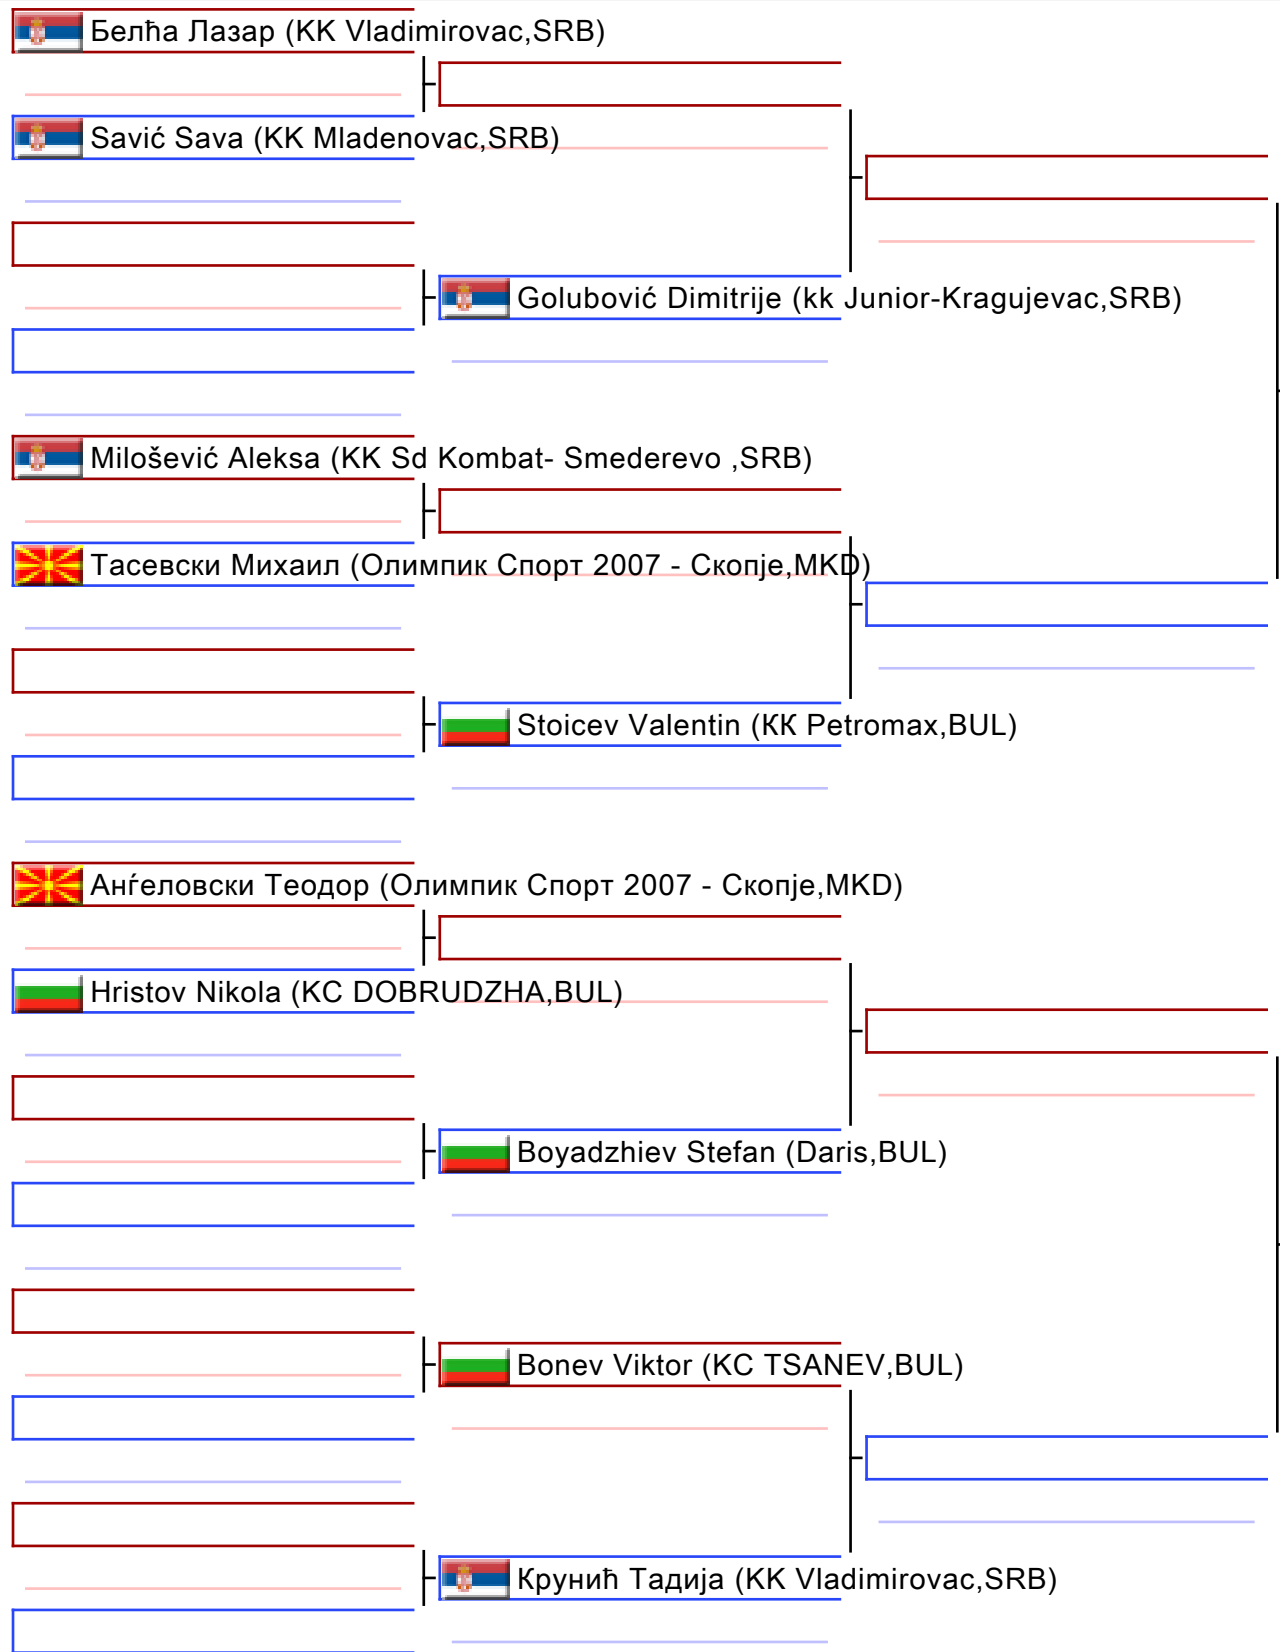 Белћа Лазар (KK Vladimirovac,SRB)
Savić Sava (KK Mladenovac,SRB)
Golubović Dimitrije (kk Junior-Kragujevac,SRB)
Milošević Aleksa (KK Sd Kombat- Smederevo ,SRB)
Тасевски Михаил (Олимпик Спорт 2007 - Скопје,MKD)
Stoicev Valentin (КК Petromax,BUL)
Анѓеловски Теодор (Олимпик Спорт 2007 - Скопје,MKD)
Hristov Nikola (KC DOBRUDZHA,BUL)
Boyadzhiev Stefan (Daris,BUL)
Bonev Viktor (KC TSANEV,BUL)
Крунић Тадија (KK Vladimirovac,SRB)